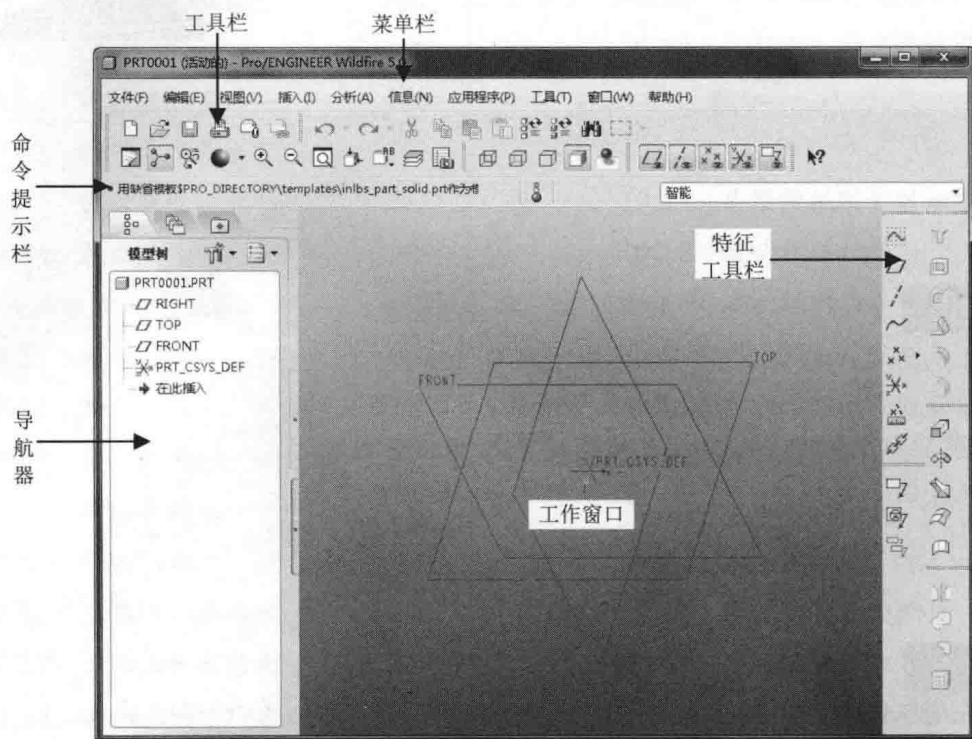 工具栏
菜单栏
PRT0001 (活动的) - Pro/ENGINEER Wildfire 5.
文件(F) 编辑(E) 视图(V) 插入(I) 分析(A) 信息(N) 应用程序(P) 工具(T) 窗口(W) 帮助(H)
命令提示栏
用缺省模板$PRO_DIRECTORY\templates\inlbs_part_solid.prt作为
智能
模型树
特征
工具栏
PRT0001.PRT
RIGHT
TOP
FRONT
PRT_CSYS_DEF
在此插入
TOP
FRONT
PRT_CSYS_DEF
导航器
工作窗口